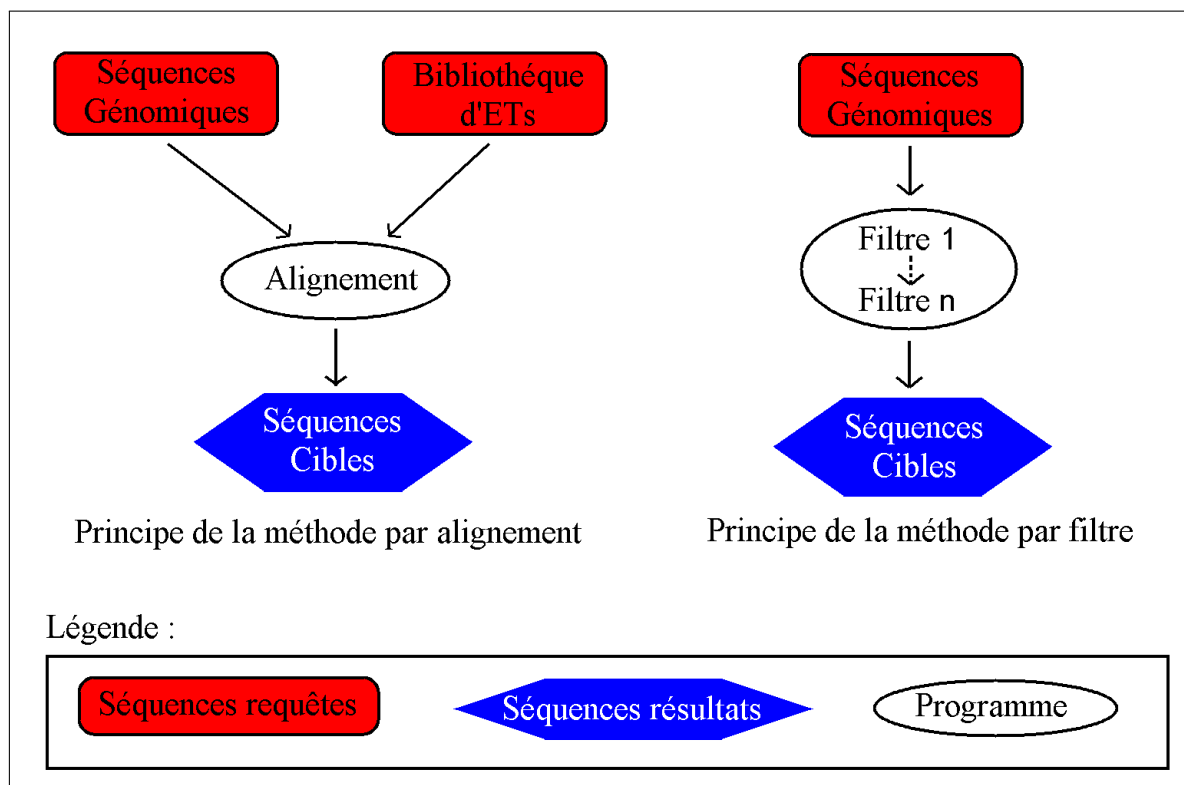 Séquences
Génomiques
Bibliothéque
d'ETs
Alignement
Séquences
Cibles
Principe de la méthode par alignement
Séquences
Génomiques
Filtre 1
Filtre n
Séquences
Cibles
Principe de la méthode par filtre
Légende :
Séquences requêtes
Séquences résultats
Programme